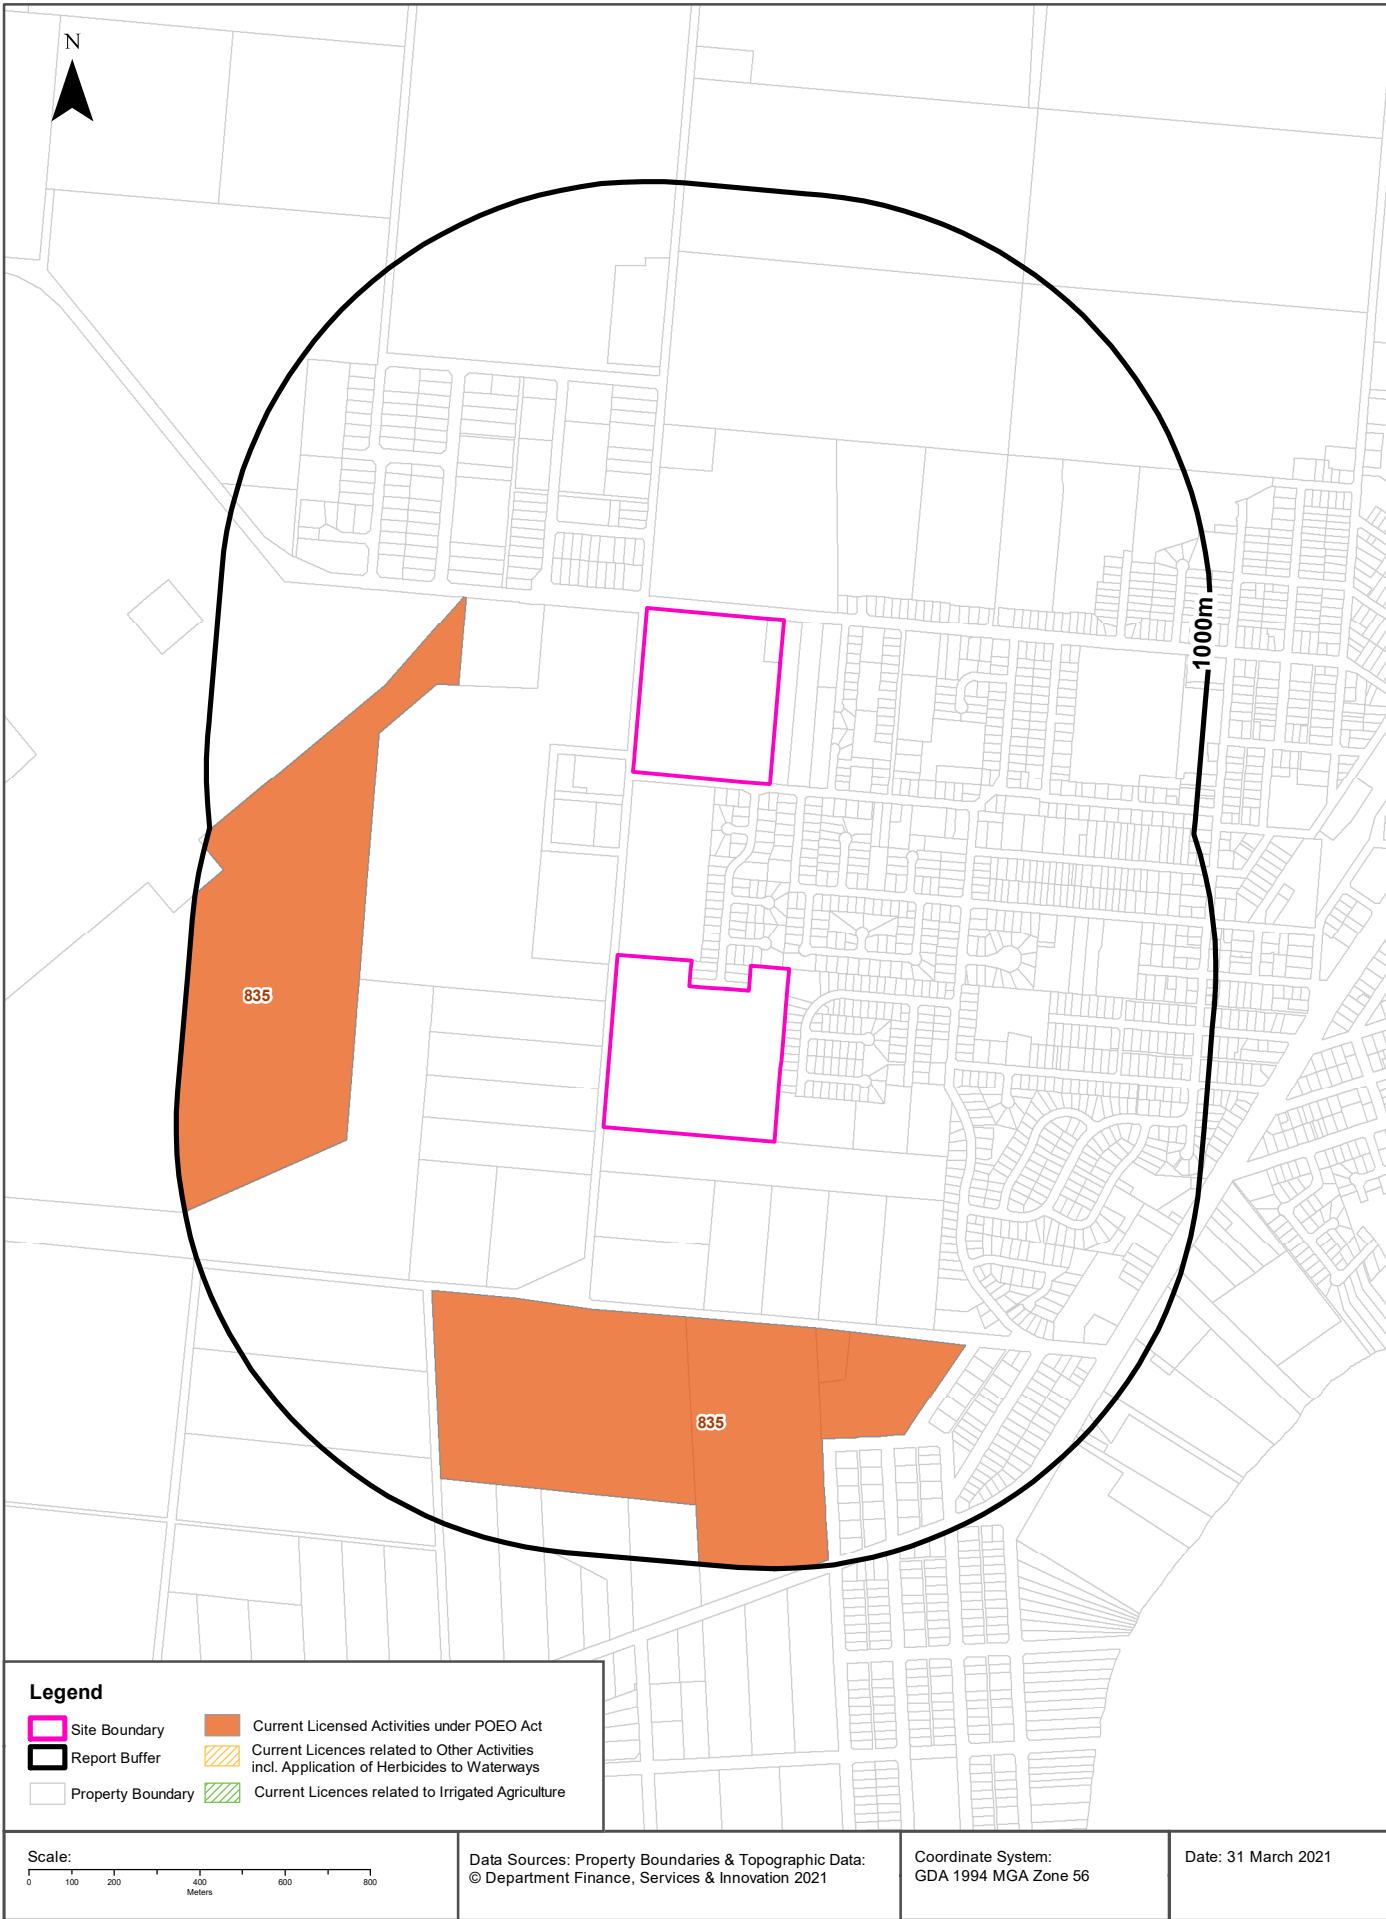 N
1000m
835
835
Legend
Site Boundary
Report Buffer
Property Boundary
Current Licensed Activities under POEO Act
Current Licences related to Other Activities
incl. Application of Herbicides to Waterways
Current Licences related to Irrigated Agriculture
Scale:
0 100 200 400 600 800
Meters
Data Sources: Property Boundaries & Topographic Data:
© Department Finance, Services & Innovation 2021
Coordinate System:
GDA 1994 MGA Zone 56
Date: 31 March 2021